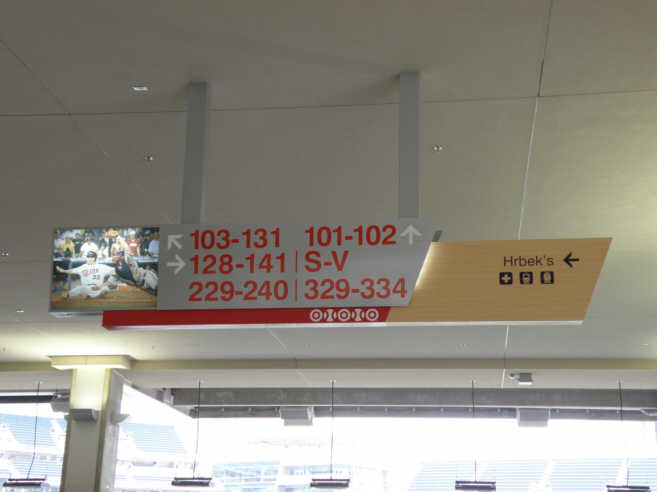 103-131 101-102
128-141 | S-V
229-240 | 329-334
Hrbek's